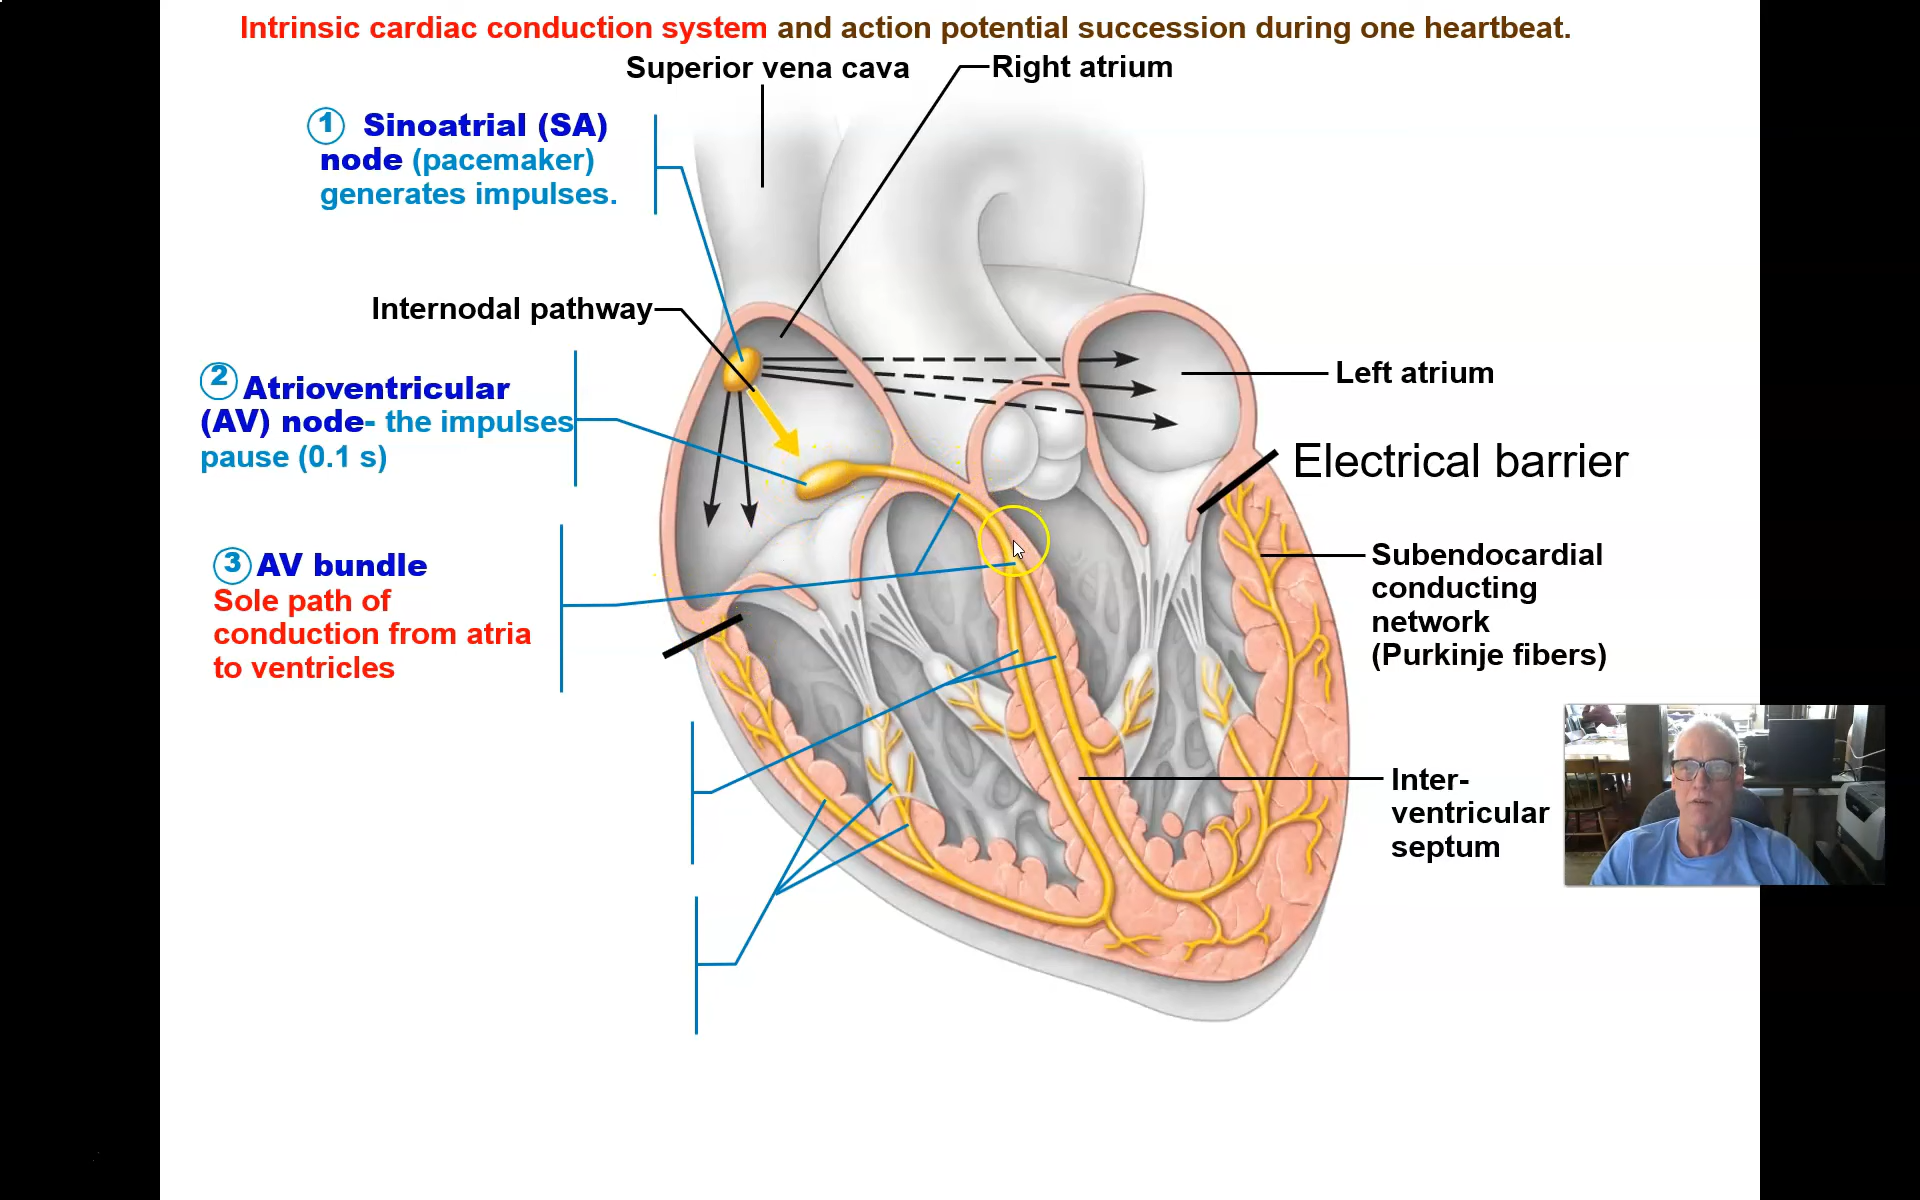 Intrinsic cardiac conduction system and action potential succession during one heartbeat.
Superior vena cava
Right atrium
1 Sinoatrial (SA)
node (pacemaker)
generates impulses.
Internodal pathway
2 Atrioventricular
(AV) node- the impulses
pause (0.1 s)
Left atrium
Electrical barrier
3 AV bundle
Sole path of
conduction from atria
to ventricles
Subendocardial
conducting
network
(Purkinje fibers)
Inter-
ventricular
septum